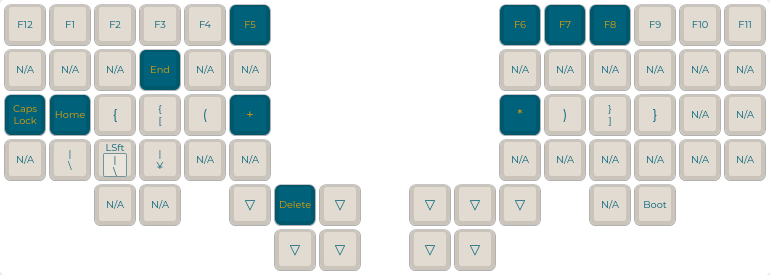 F12 F1 F2 F3 F4 F5 F6 F7 F8 F9 F10 F11
N/A N/A N/A End N/A N/A N/A N/A N/A N/A N/A N/A
Caps Lock Home { { [ ( + * ) } ] } N/A N/A
N/A | \ LSft | \ | ¥ N/A N/A N/A N/A N/A N/A N/A N/A
N/A N/A ▽ Delete ▽ ▽ ▽ ▽ N/A Boot
▽ ▽ ▽ ▽